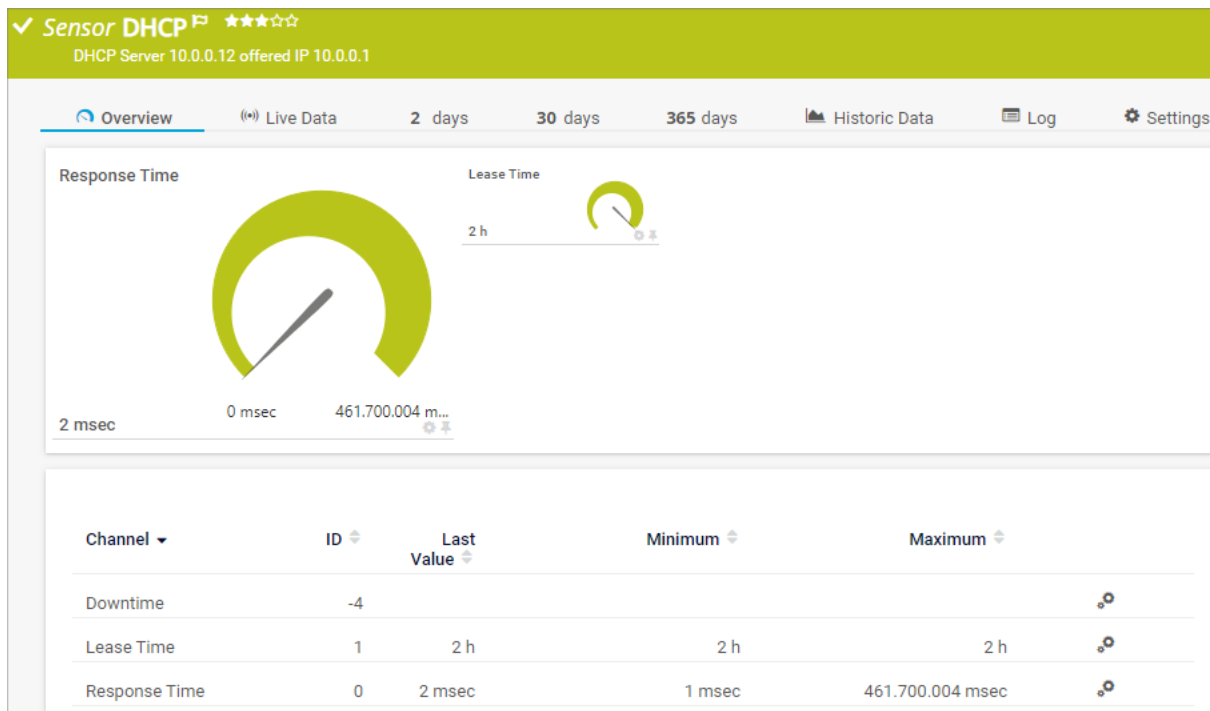 Sensor DHCP
DHCP Server 10.0.0.12 offered IP 10.0.0.1
Overview Live Data 2 days 30 days 365 days Historic Data Log Settings
Response Time
0 msec 461.700.004 m...
2 msec
Lease Time
2 h
Channel ID Last Value Minimum Maximum
Downtime -4
Lease Time 1 2 h 2 h 2 h
Response Time 0 2 msec 1 msec 461.700.004 msec